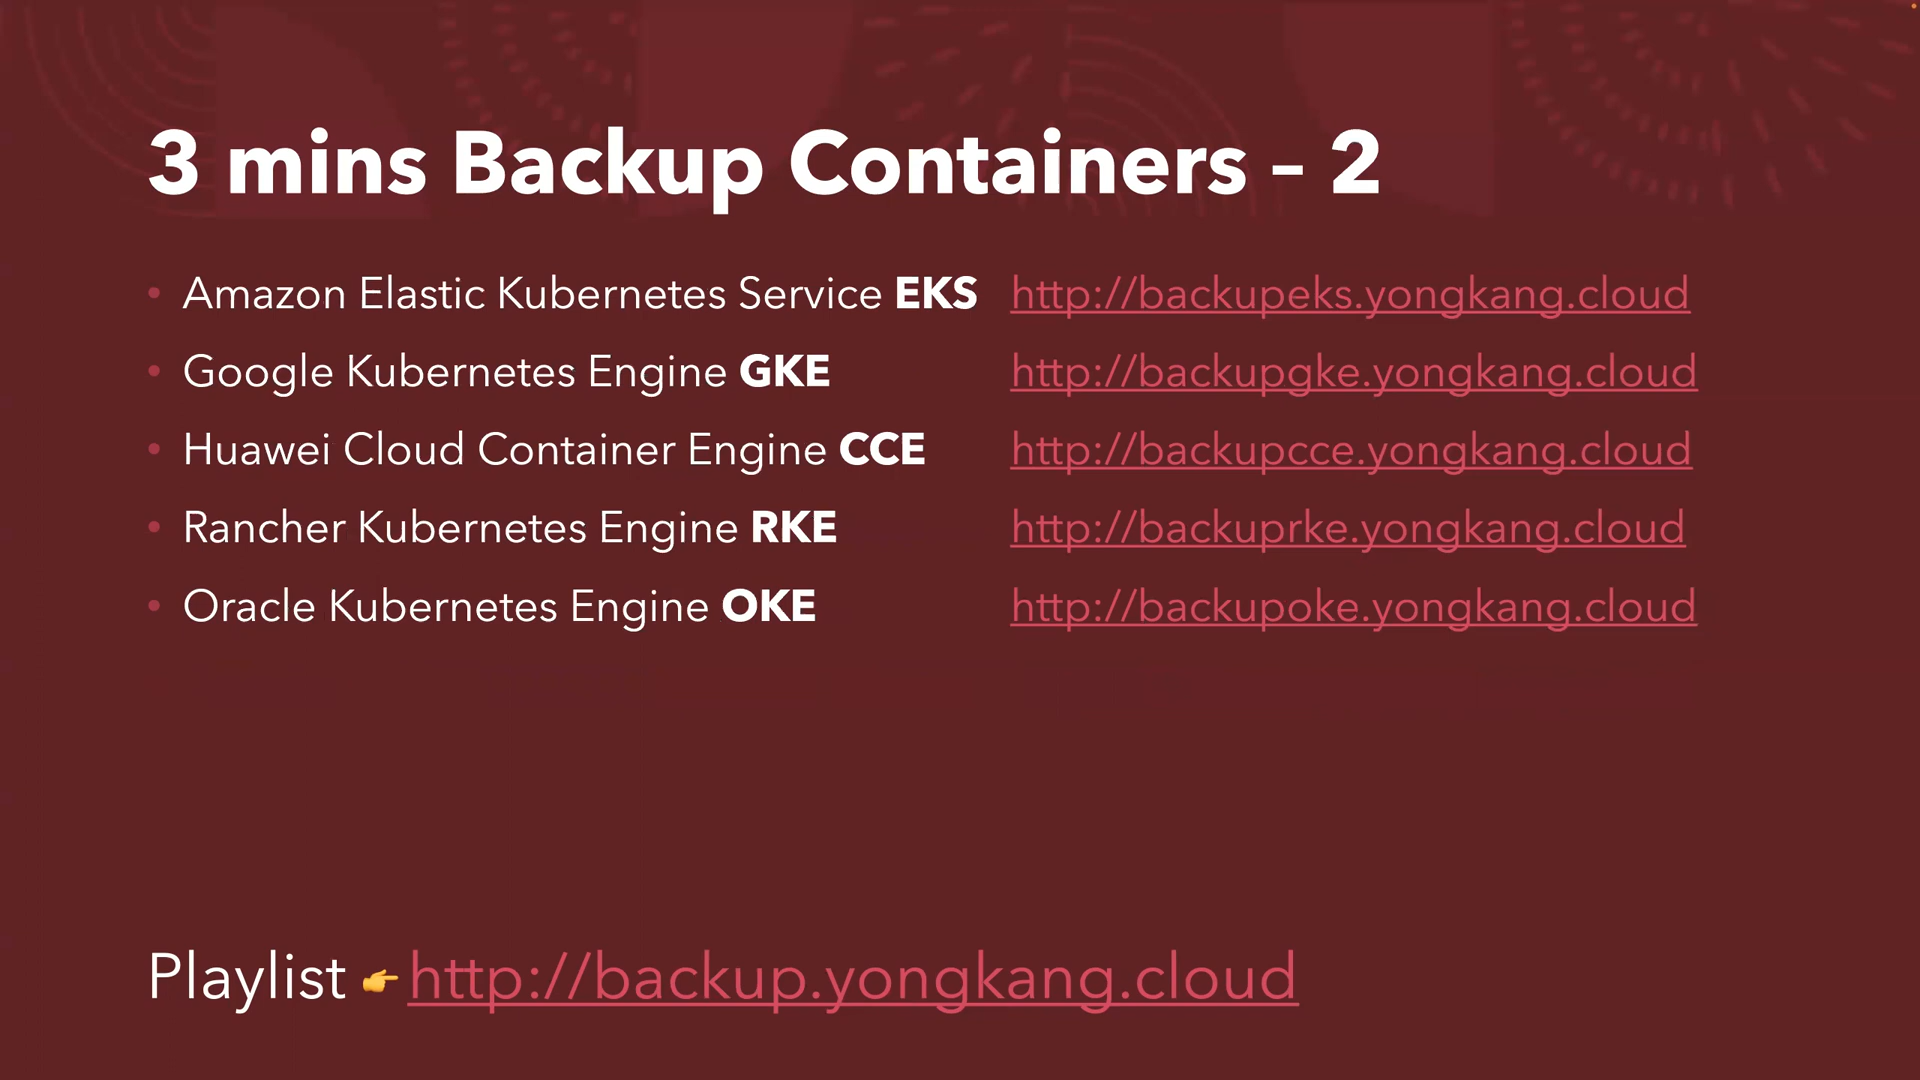 3 mins Backup Containers – 2
• Amazon Elastic Kubernetes Service EKS http://backupeks.yongkang.cloud
• Google Kubernetes Engine GKE http://backupgke.yongkang.cloud
• Huawei Cloud Container Engine CCE http://backupcce.yongkang.cloud
• Rancher Kubernetes Engine RKE http://backuprke.yongkang.cloud
• Oracle Kubernetes Engine OKE http://backupoke.yongkang.cloud
Playlist 👉 http://backup.yongkang.cloud